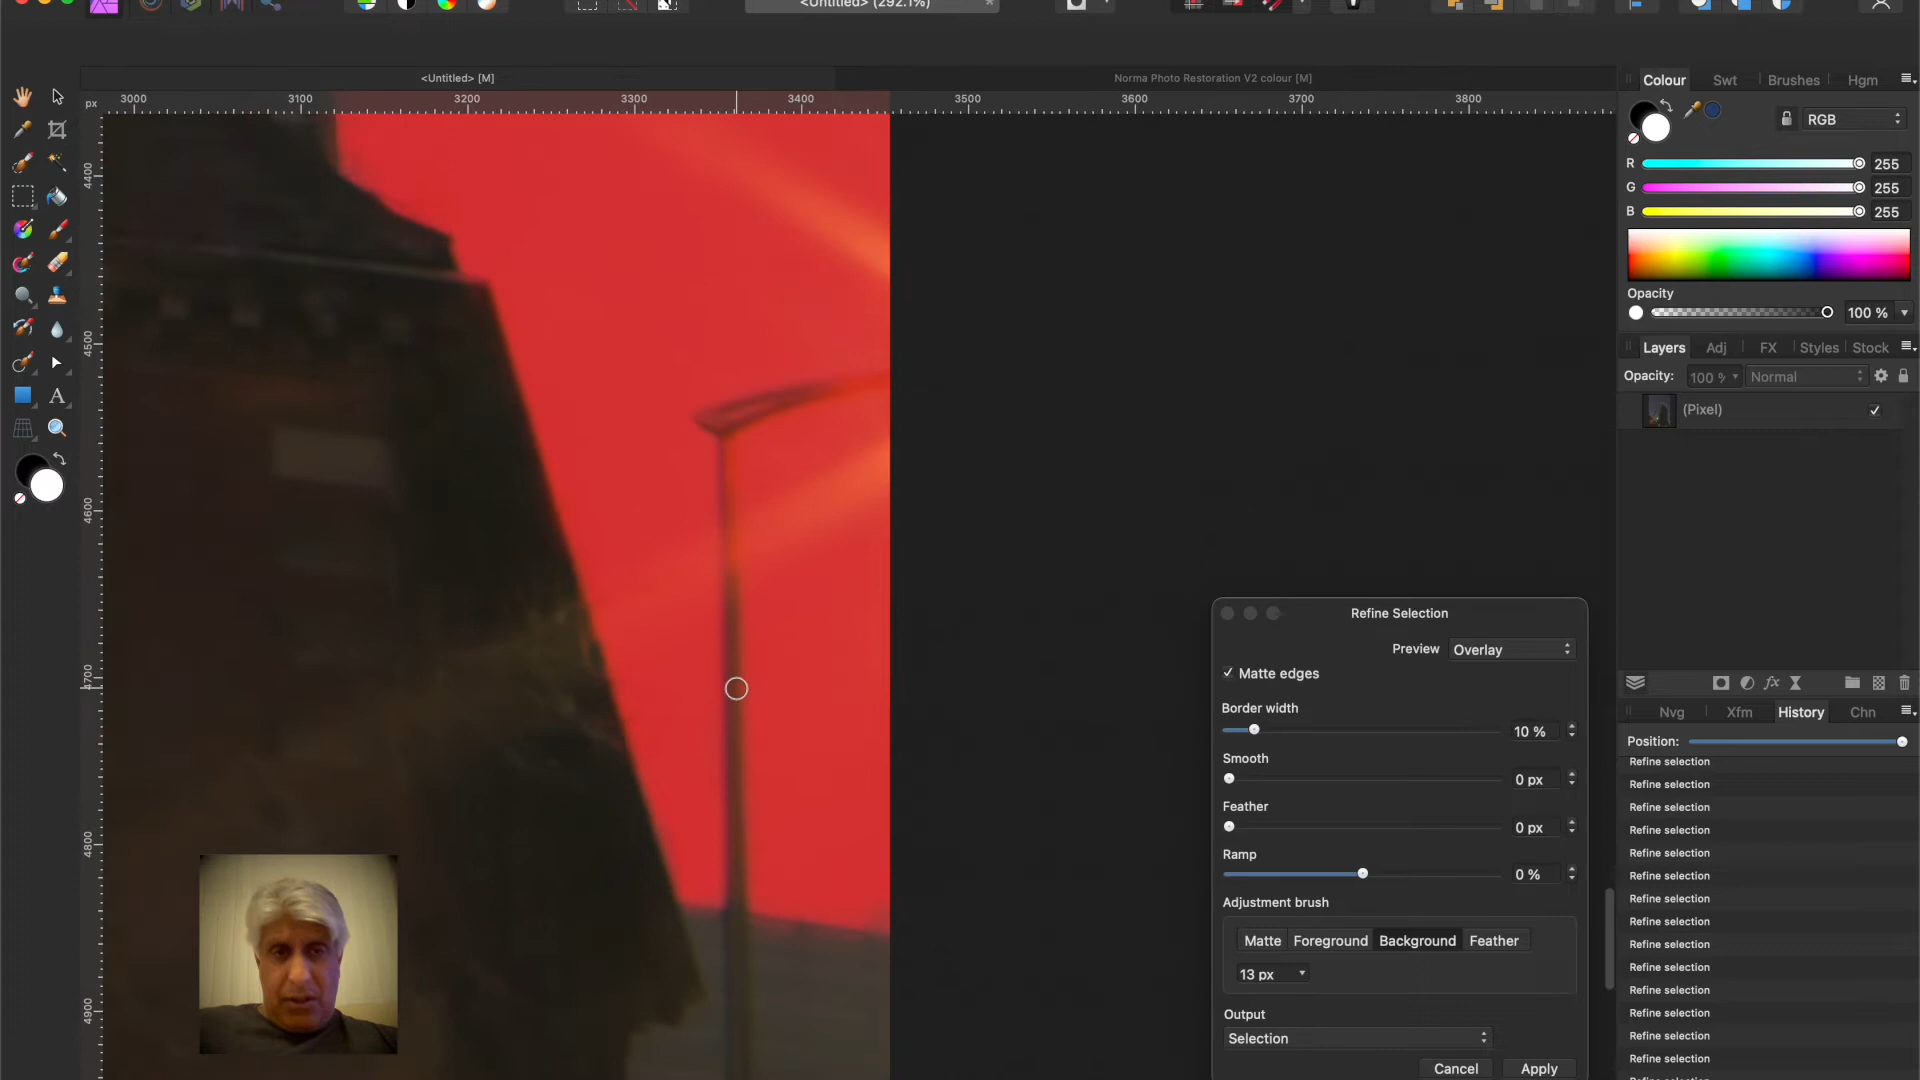 <Untitled> (292.1%)
<Untitled> [M]
Norma Photo Restoration V2 colour [M]
px
3000
3100
3200
3300
3400
3500
3600
3700
3800
4400
4500
4600
4700
4800
4900
A
Colour
Swt
Brushes
Hgm
RGB
R
255
G
255
B
255
Opacity
100 %
Layers
Adj
FX
Styles
Stock
Opacity:
100 %
Normal
(Pixel)
fx
Nvg
Xfm
History
Chn
Position:
Refine selection
Refine selection
Refine selection
Refine selection
Refine selection
Refine selection
Refine selection
Refine selection
Refine selection
Refine selection
Refine selection
Refine selection
Refine selection
Refine selection
Refine Selection
Preview
Overlay
Matte edges
Border width
10 %
Smooth
0 px
Feather
0 px
Ramp
0 %
Adjustment brush
Matte
Foreground
Background
Feather
13 px
Output
Selection
Cancel
Apply